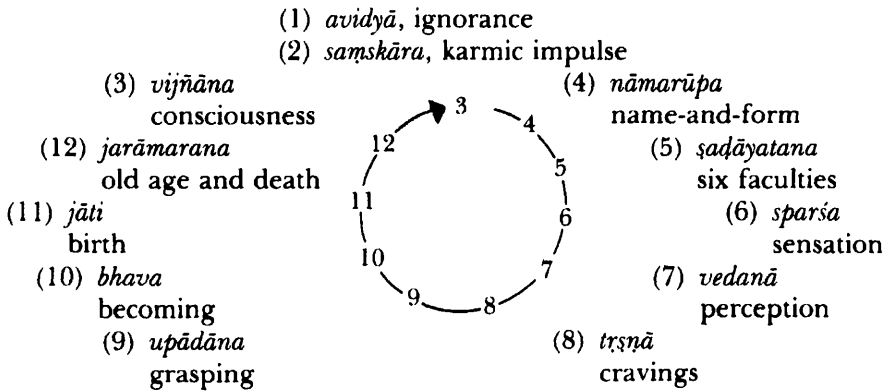 (1) avidyā, ignorance
(2) saṃskāra, karmic impulse
(3) vijñāna
consciousness
(4) nāmarūpa
name-and-form
(5) ṣaḍāyatana
six faculties
(6) sparśa
sensation
(7) vedanā
perception
(8) tṛṣṇā
cravings
(9) upādāna
grasping
(10) bhava
becoming
(11) jāti
birth
(12) jarāmarana
old age and death
3
4
5
6
7
8
9
10
11
12